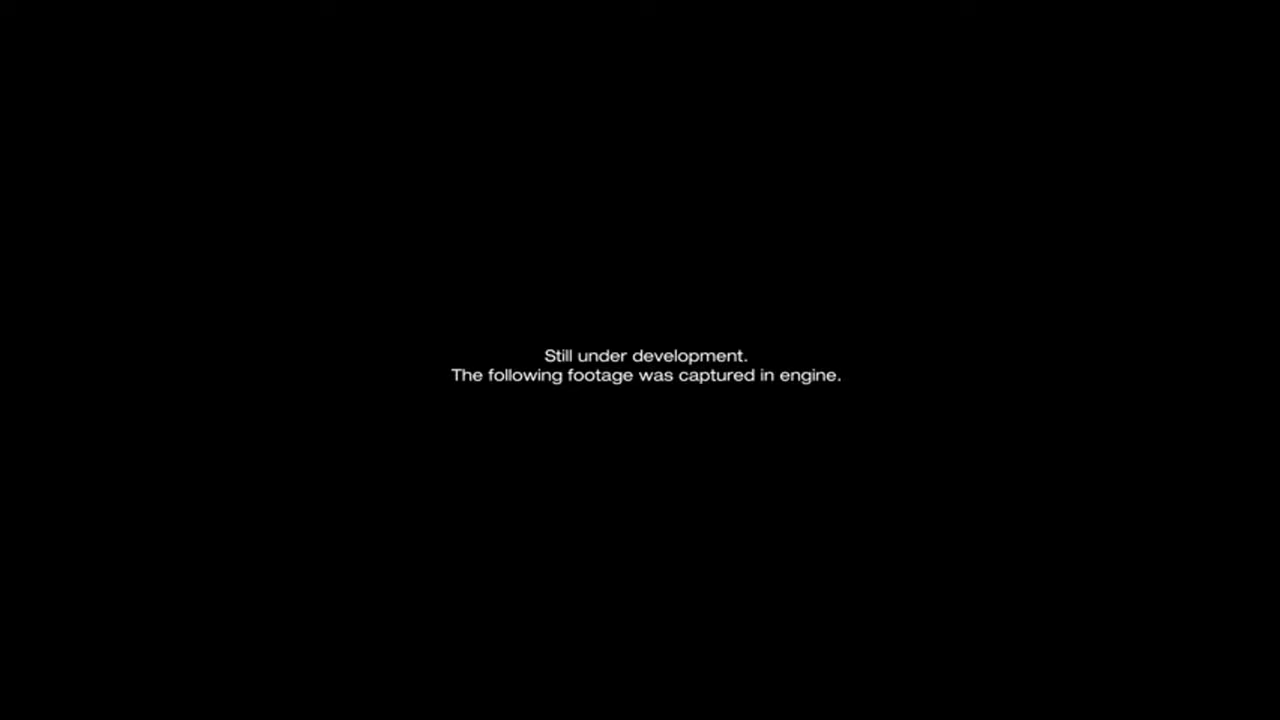 Still under development.
The following footage was captured in engine.